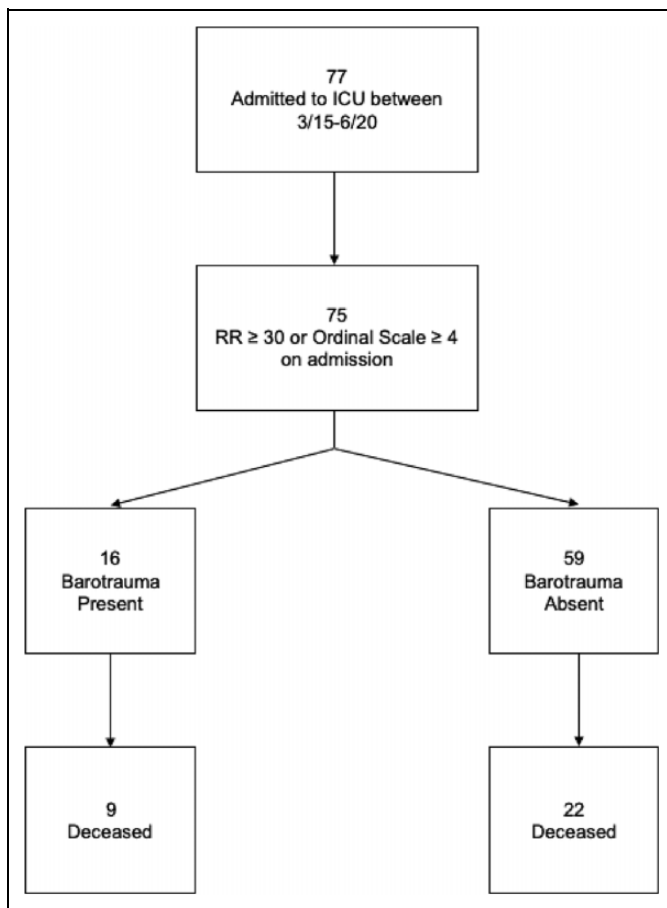 77
Admitted to ICU between
3/15-6/20
75
RR ≥ 30 or Ordinal Scale ≥ 4
on admission
16
Barotrauma
Present
59
Barotrauma
Absent
9
Deceased
22
Deceased